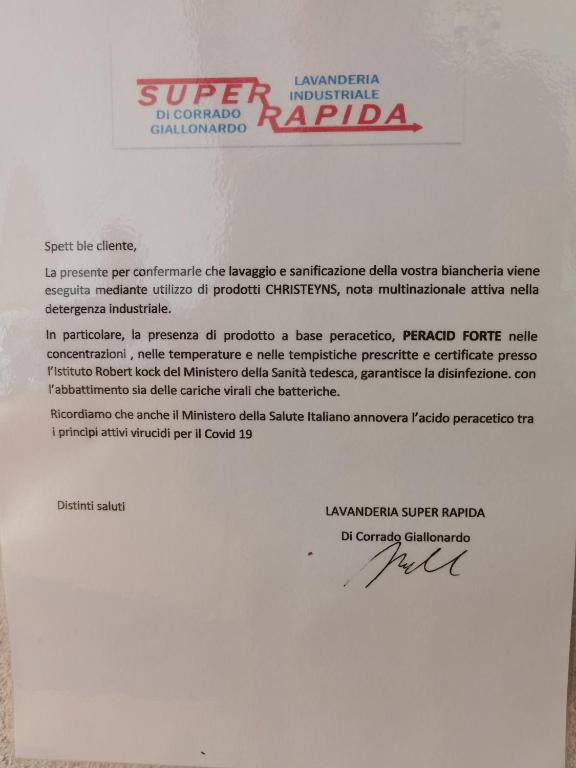 SUPER RAPIDA
LAVANDERIA
INDUSTRIALE
Di CORRADO
GIALLONARDO
Spett ble cliente,
La presente per confermarle che lavaggio e sanificazione della vostra biancheria viene
eseguita mediante utilizzo di prodotti CHRISTEYNS, nota multinazionale attiva nella
detergenza industriale.
In particolare, la presenza di prodotto a base peracetico, PERACID FORTE nelle
concentrazioni , nelle temperature e nelle tempistiche prescritte e certificate presso
l'Istituto Robert kock del Ministero della Sanità tedesca, garantisce la disinfezione. con
l'abbattimento sia delle cariche virali che batteriche.
Ricordiamo che anche il Ministero della Salute Italiano annovera l'acido peracetico tra
i principi attivi virucidi per il Covid 19
Distinti saluti
LAVANDERIA SUPER RAPIDA
Di Corrado Giallonardo